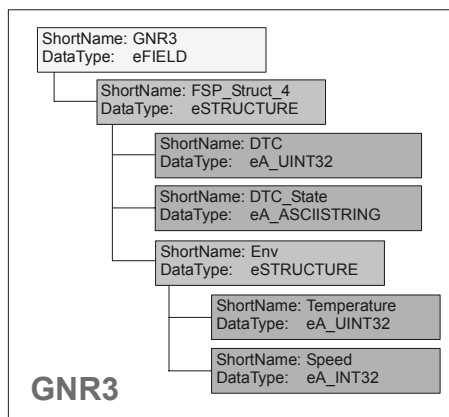 ShortName: GNR3
DataType: eFIELD
ShortName: FSP_Struct_4
DataType: eSTRUCTURE
ShortName: DTC
DataType: eA_UINT32
ShortName: DTC_State
DataType: eA_ASCIISTRING
ShortName: Env
DataType: eSTRUCTURE
ShortName: Temperature
DataType: eA_UINT32
ShortName: Speed
DataType: eA_INT32
GNR3